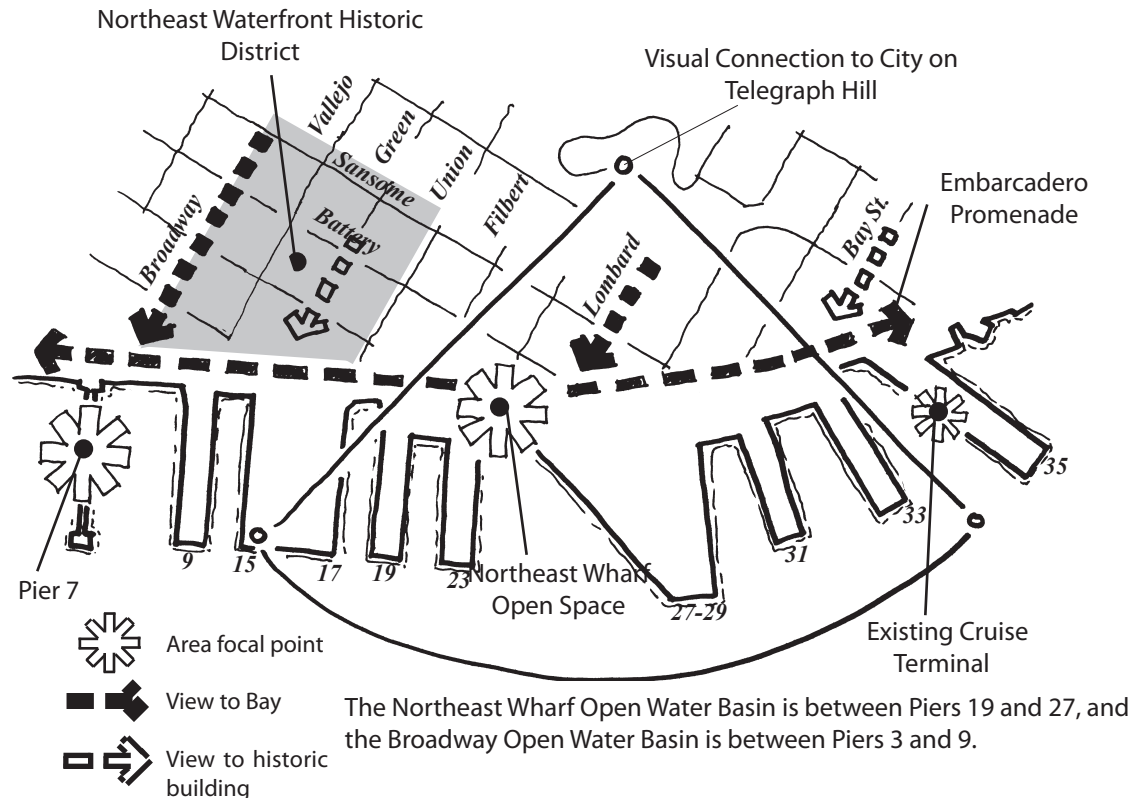 Northeast Waterfront Historic
District
Visual Connection to City on
Telegraph Hill
Embarcadero
Promenade
Vallejo
Green
Sansome
Union
Battery
Filbert
Broadway
Lombard
Bay St.
35
33
31
9
15
17
19
23
27-29
Northeast Wharf
Open Space
Pier 7
Existing Cruise
Terminal
Area focal point
View to Bay
View to historic
building
The Northeast Wharf Open Water Basin is between Piers 19 and 27, and
the Broadway Open Water Basin is between Piers 3 and 9.